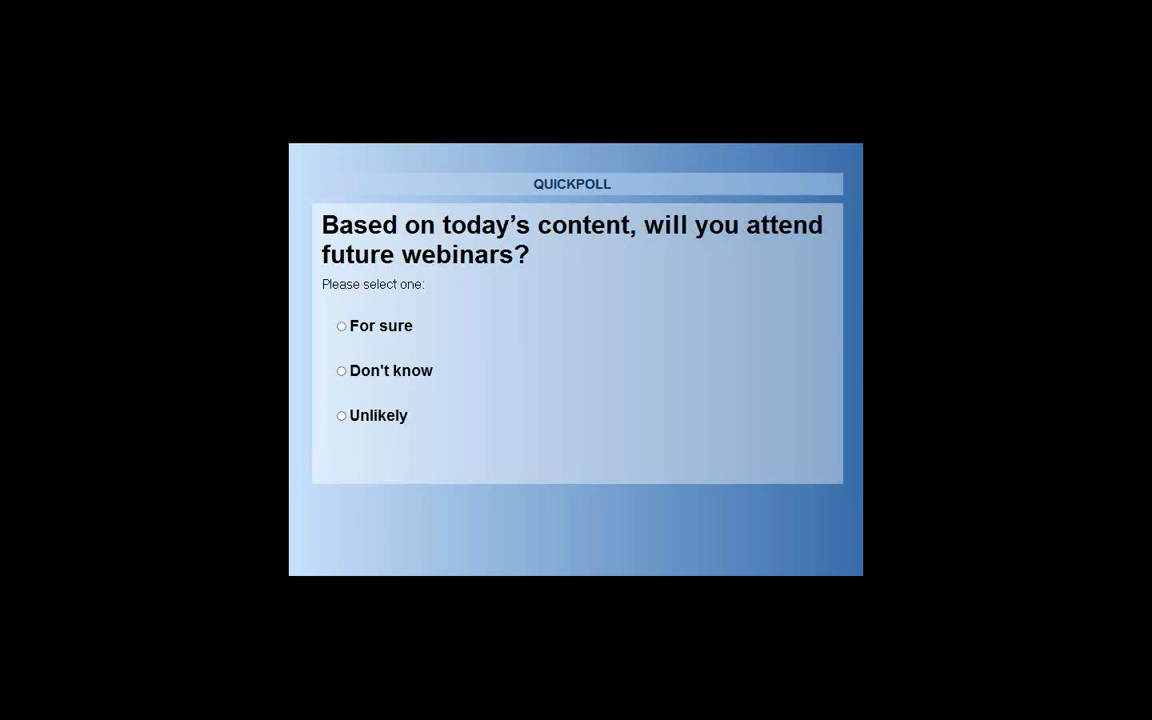 QUICKPOLL
Based on today’s content, will you attend
future webinars?
Please select one:
For sure
Don't know
Unlikely